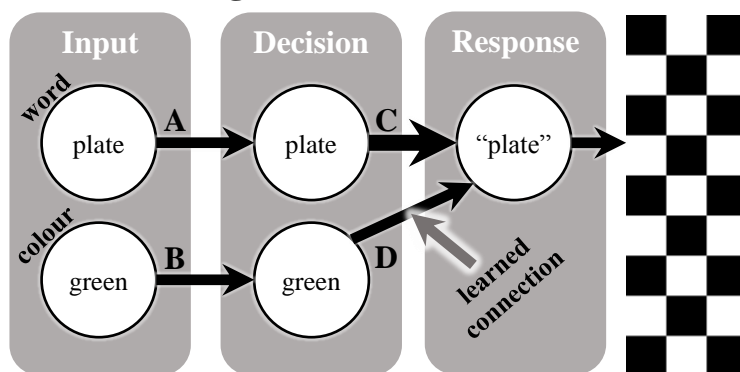 Input
Decision
Response
word
plate
A
plate
C
“plate”
colour
green
B
green
D
learned
connection